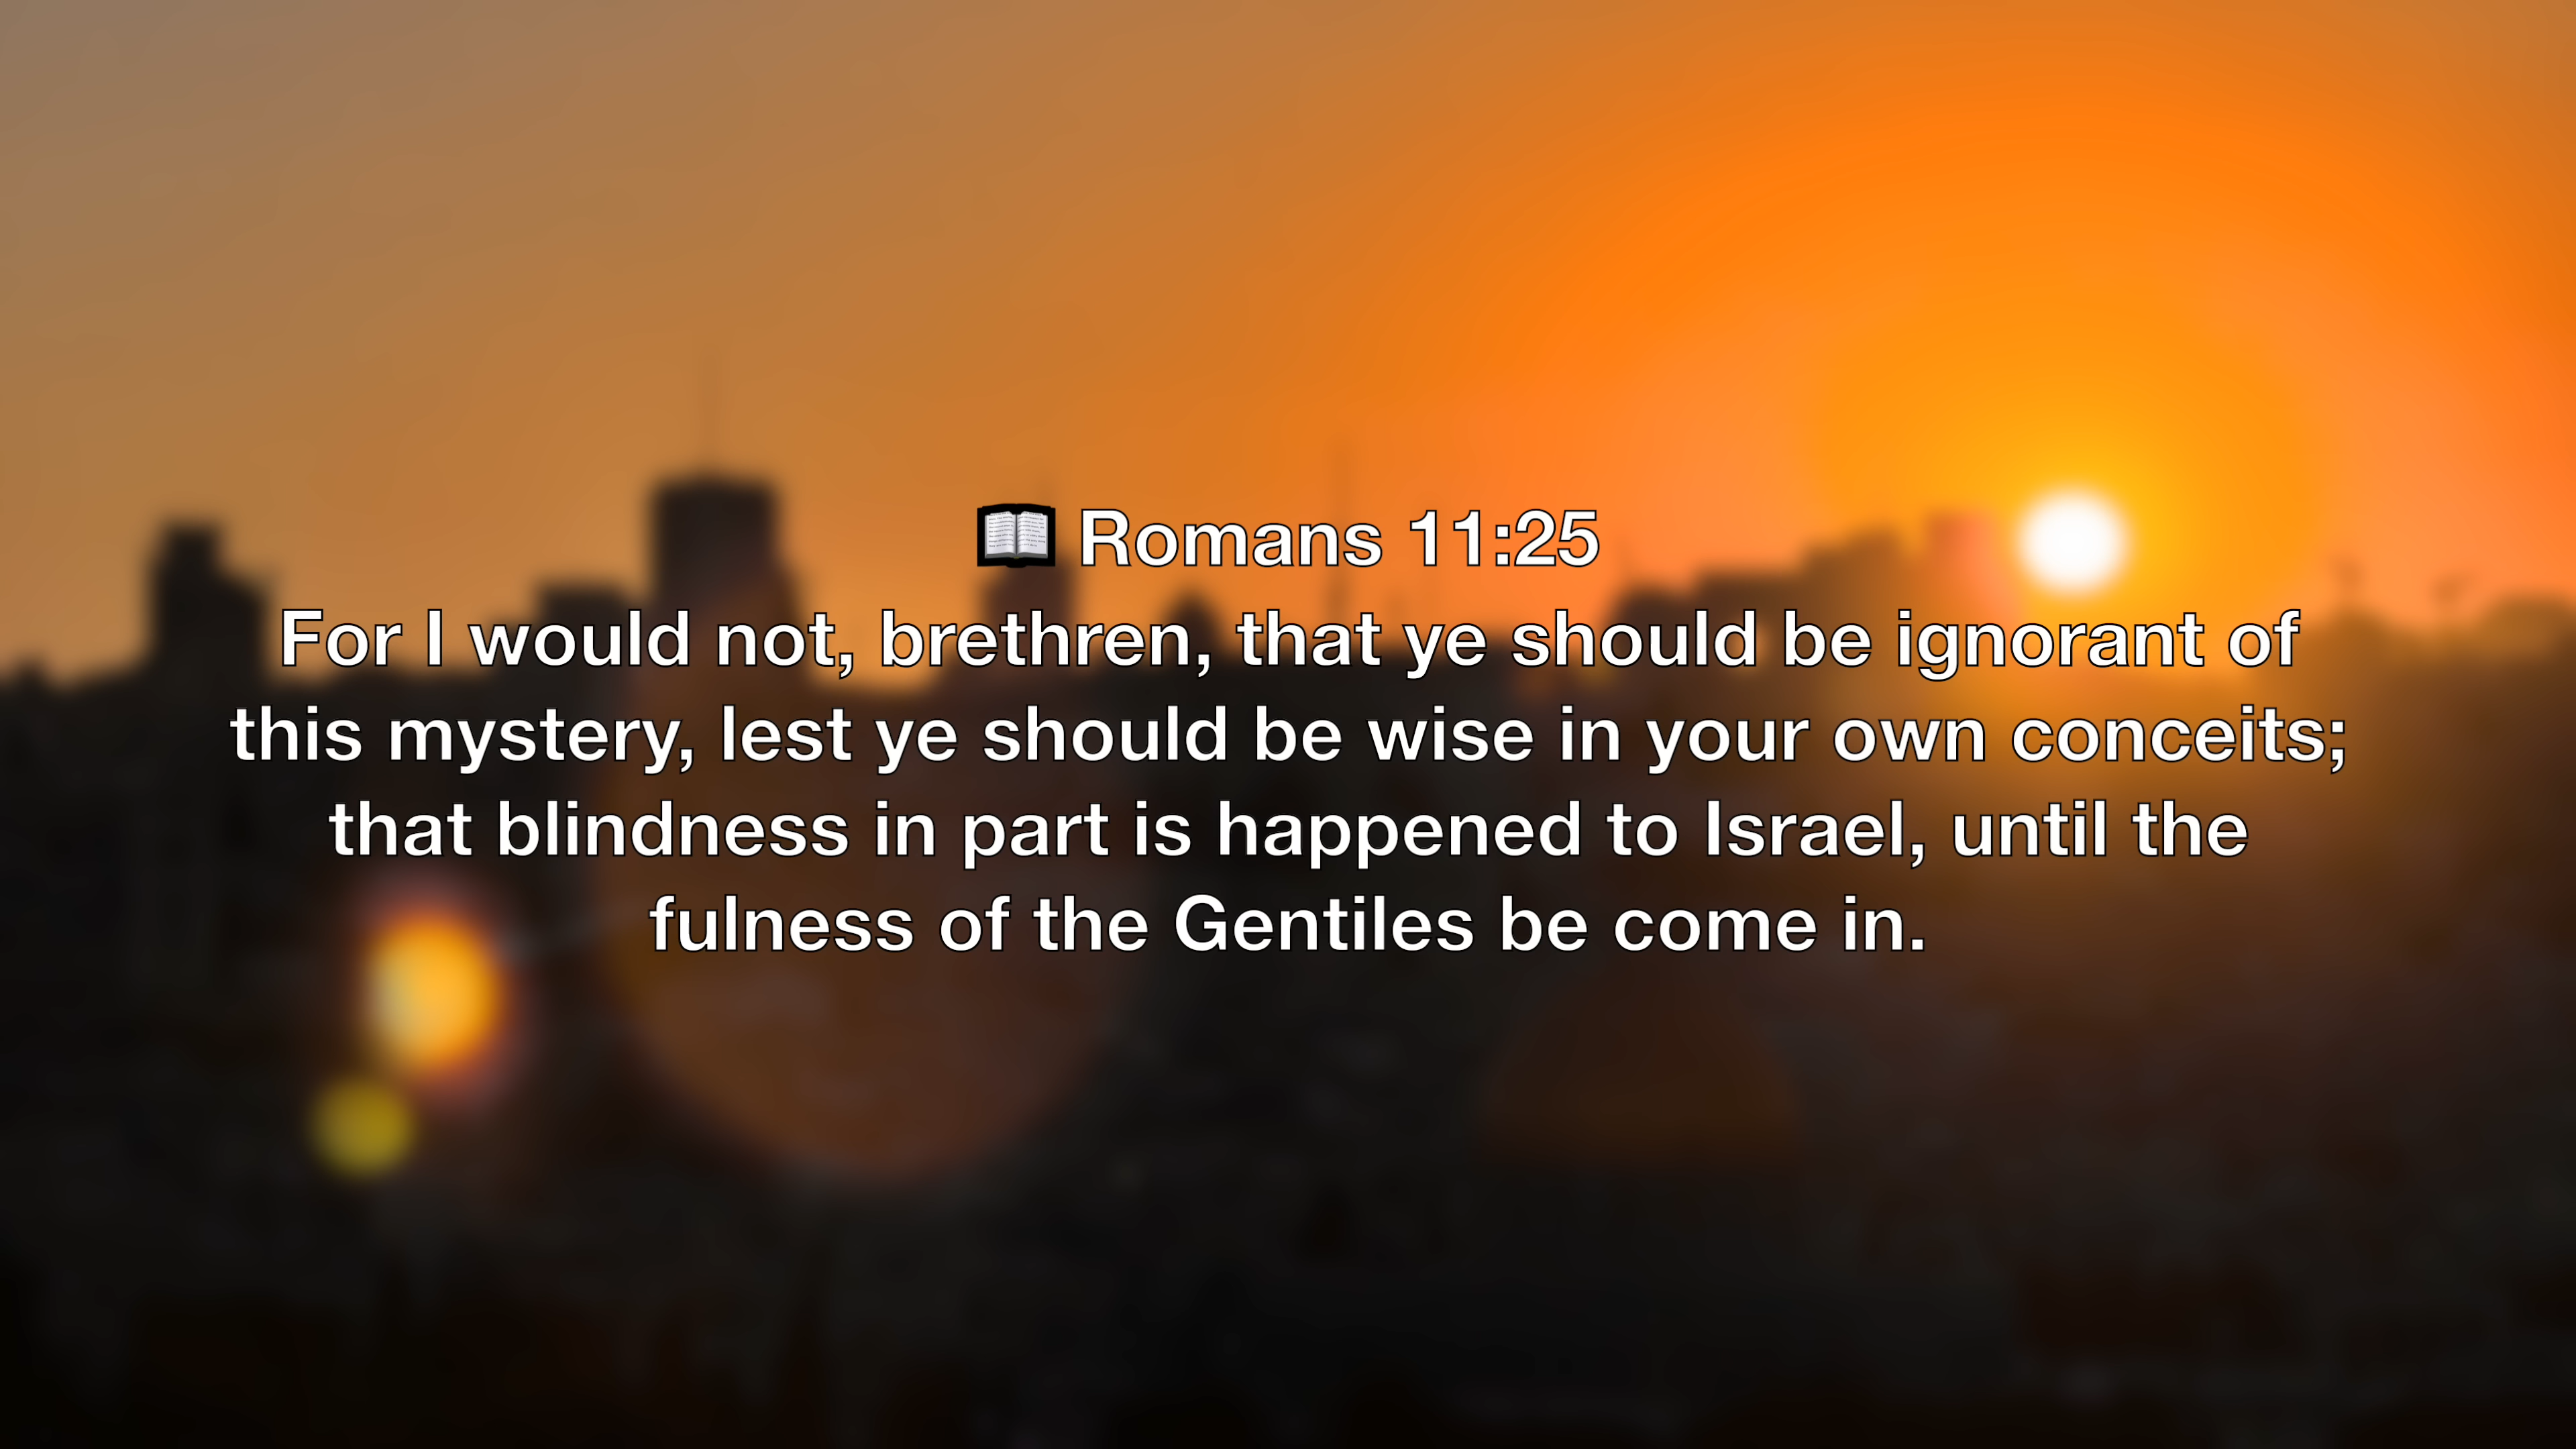 📖 Romans 11:25
For I would not, brethren, that ye should be ignorant of
this mystery, lest ye should be wise in your own conceits;
that blindness in part is happened to Israel, until the
fulness of the Gentiles be come in.